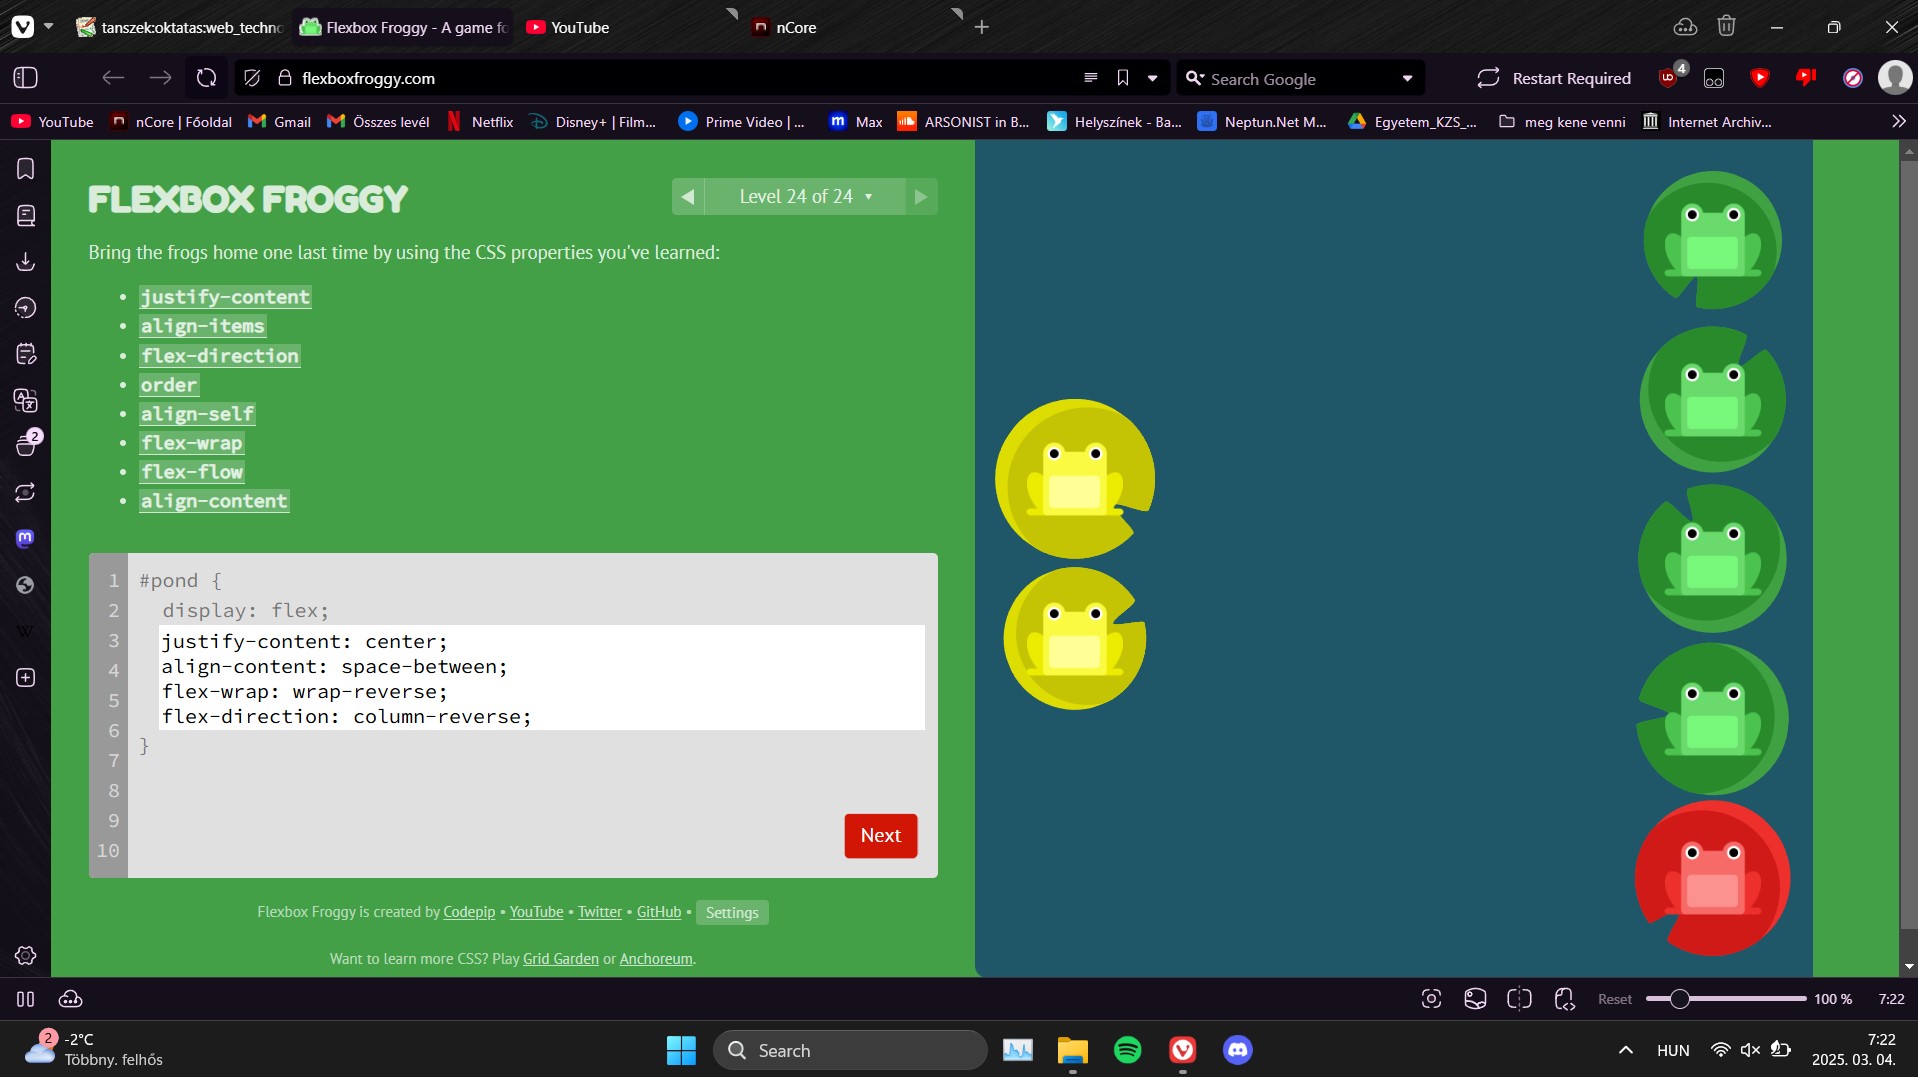 tanszek:oktatas:web_techno
Flexbox Froggy - A game fo
YouTube
nCore
flexboxfroggy.com
Search Google
Restart Required
4
YouTube
nCore | Főoldal
Gmail
Összes levél
Netflix
Disney+ | Film...
Prime Video | ...
Max
ARSONIST in B...
Helyszínek - Ba...
Neptun.Net M...
Egyetem_KZS_...
meg kene venni
Internet Archiv...
2
FLEXBOX FROGGY
Level 24 of 24
Bring the frogs home one last time by using the CSS properties you've learned:
• justify-content
• align-items
• flex-direction
• order
• align-self
• flex-wrap
• flex-flow
• align-content
1 #pond {
2 display: flex;
3 justify-content: center;
4 align-content: space-between;
5 flex-wrap: wrap-reverse;
6 flex-direction: column-reverse;
7 }
8
9
10
Next
Flexbox Froggy is created by Codepip • YouTube • Twitter • GitHub • Settings
Want to learn more CSS? Play Grid Garden or Anchoreum.
Reset
100 %
7:22
2
-2°C
Többny. felhős
Search
HUN
7:22
2025. 03. 04.